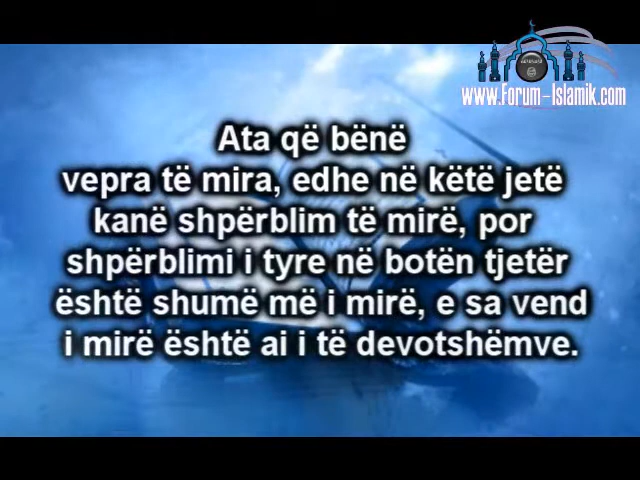 www.Forum-Islamik.com
Ata që bënë
vepra të mira, edhe në këtë jetë
kanë shpërblim të mirë, por
shpërblimi i tyre në botën tjetër
është shumë më i mirë, e sa vend
i mirë është ai i të devotshëmve.